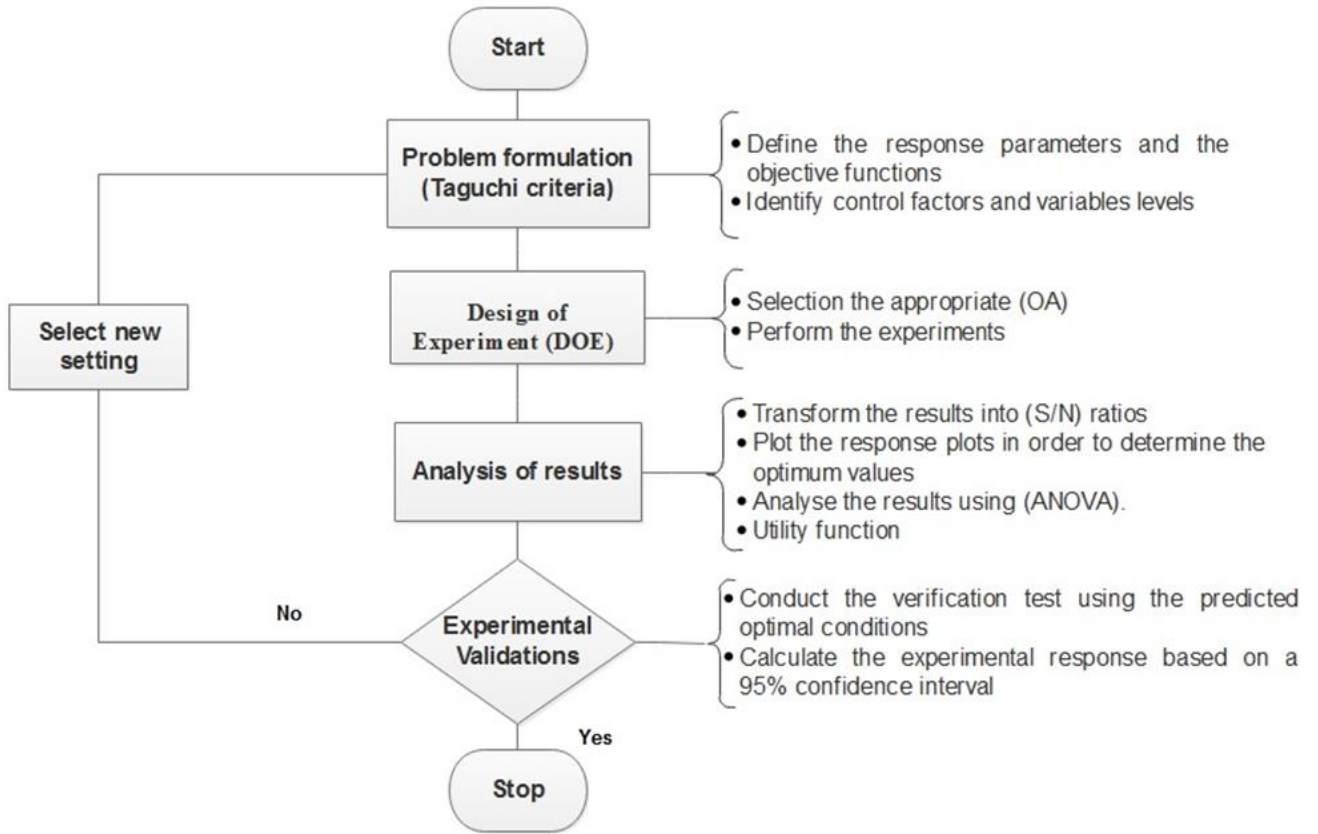 Start
Problem formulation
(Taguchi criteria)
• Define the response parameters and the
objective functions
• Identify control factors and variables levels
Select new
setting
Design of
Experiment (DOE)
• Selection the appropriate (OA)
• Perform the experiments
Analysis of results
• Transform the results into (S/N) ratios
• Plot the response plots in order to determine the
optimum values
• Analyse the results using (ANOVA).
• Utility function
No
Experimental
Validations
• Conduct the verification test using the predicted
optimal conditions
• Calculate the experimental response based on a
95% confidence interval
Yes
Stop